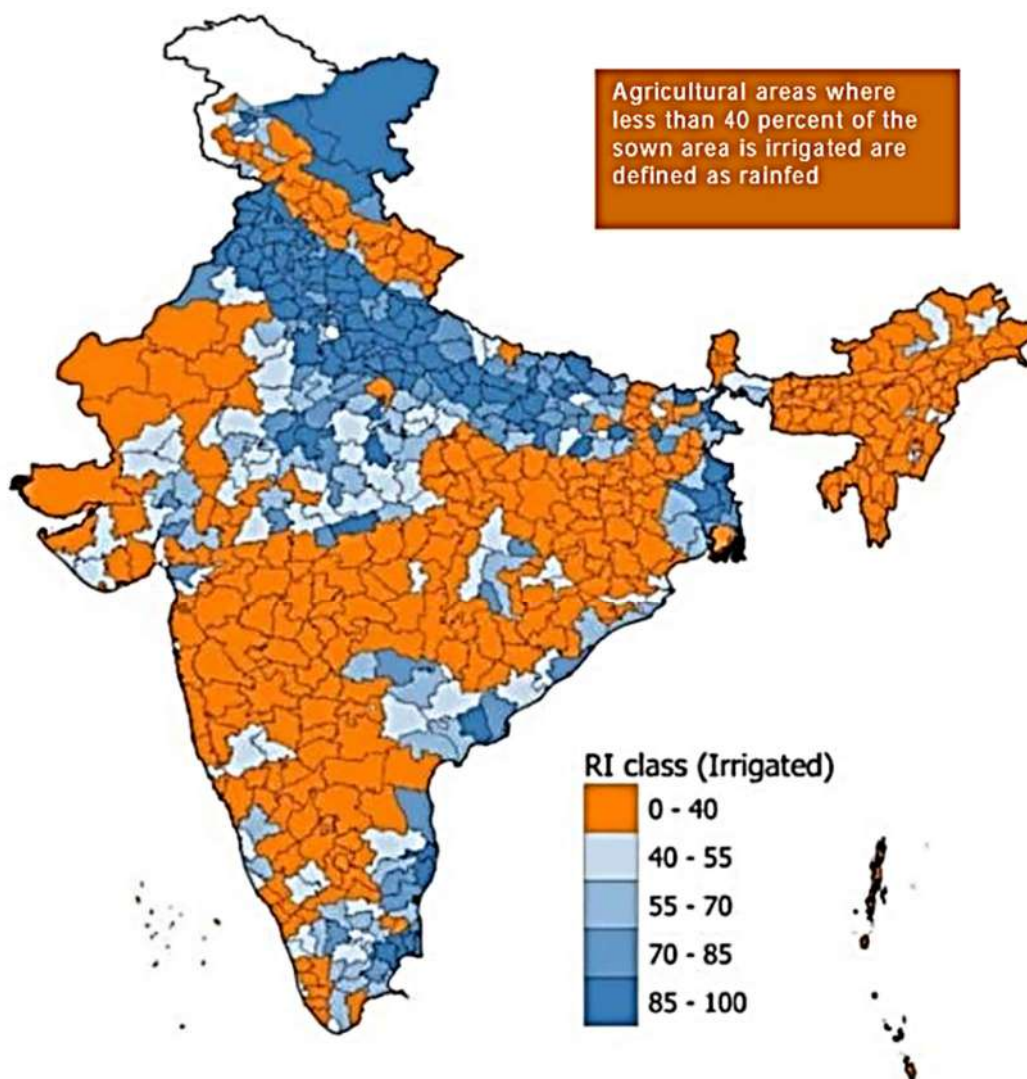 Agricultural areas where
less than 40 percent of the
sown area is irrigated are
defined as rainfed
RI class (Irrigated)
0 - 40
40 - 55
55 - 70
70 - 85
85 - 100